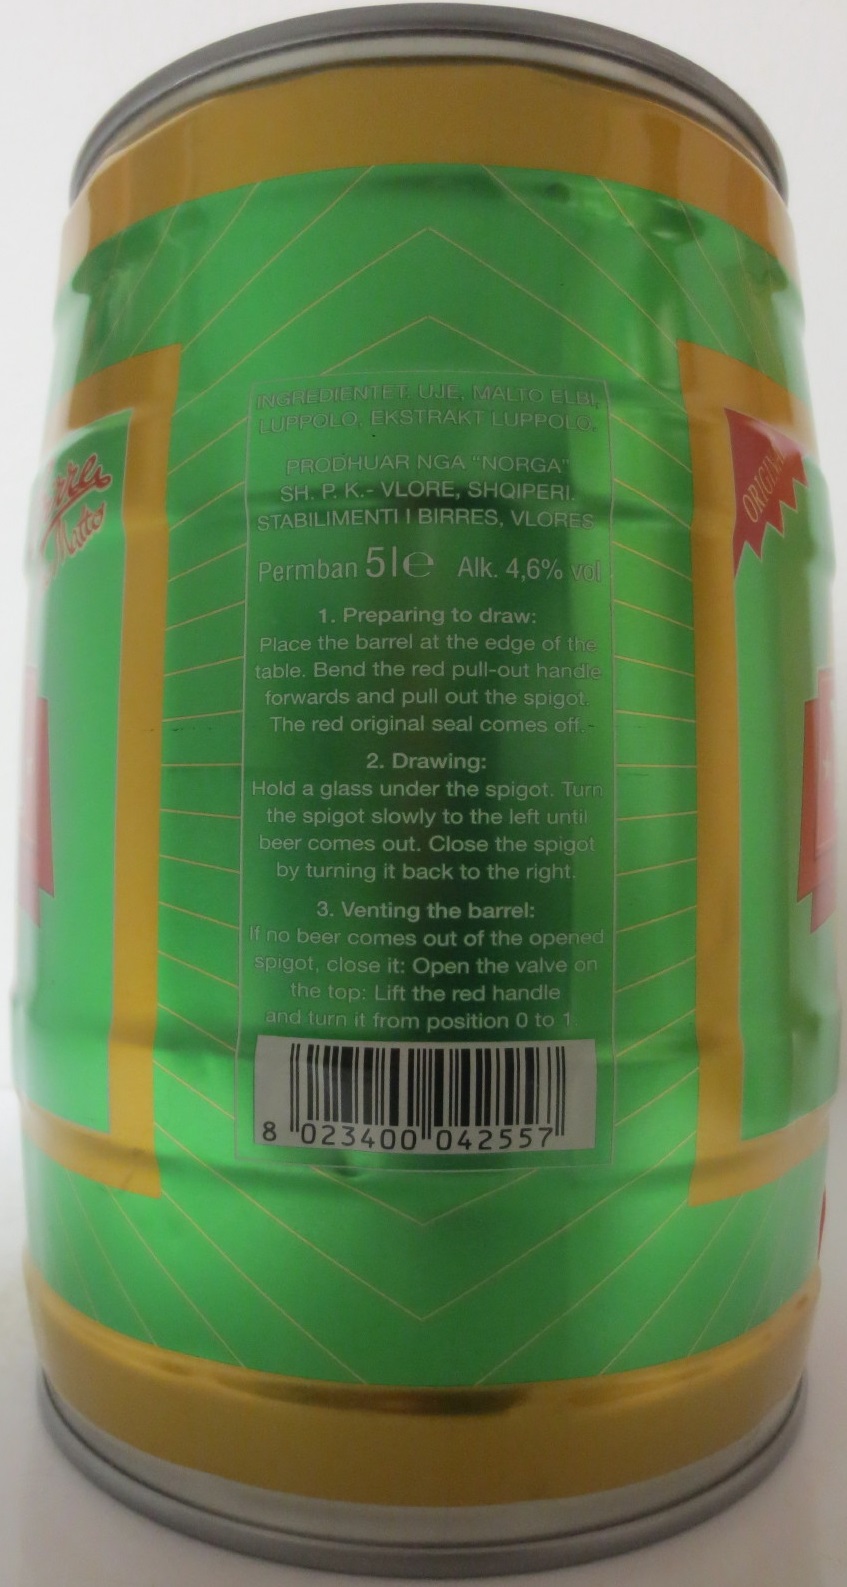 INGREDIENTET. UJE, MALTO ELBI,
LUPPOLO, EKSTRAKT LUPPOLO.
PRODHUAR NGA "NORGA"
SH. P. K.- VLORE, SHQIPERI.
STABILIMENTI I BIRRES, VLORES
Permban 5l℮ Alk. 4,6% vol
1. Preparing to draw:
Place the barrel at the edge of the
table. Bend the red pull-out handle
forwards and pull out the spigot.
The red original seal comes off.-
2. Drawing:
Hold a glass under the spigot. Turn
the spigot slowly to the left until
beer comes out. Close the spigot
by turning it back to the right.
3. Venting the barrel:
If no beer comes out of the opened
spigot, close it: Open the valve on
the top: Lift the red handle
and turn it from position 0 to 1.
8 023400 042557
Malto